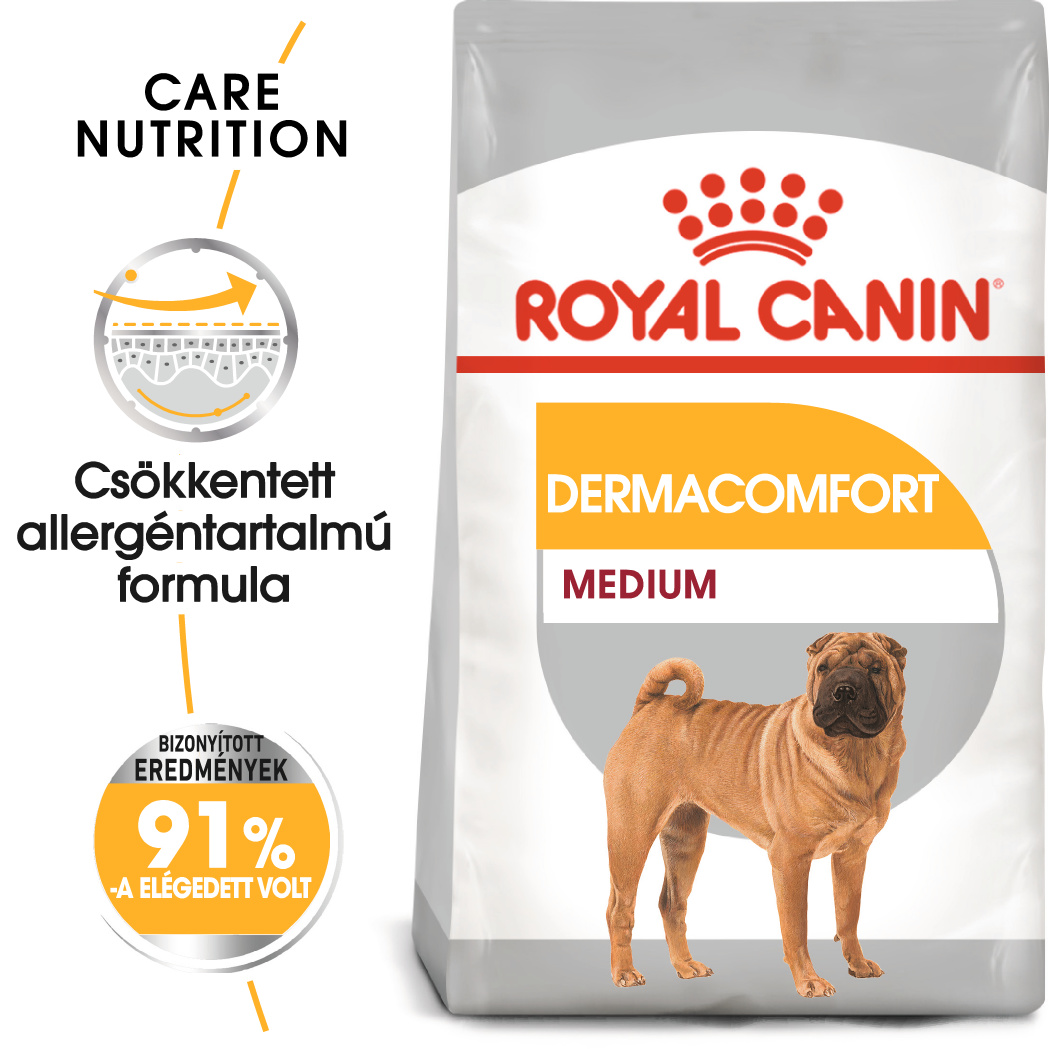 CARE
NUTRITION
Csökkentett
allergéntartalmú
formula
BIZONYÍTOTT
EREDMÉNYEK
91%
-A ELÉGEDETT VOLT
ROYAL CANIN®
DERMACOMFORT
MEDIUM